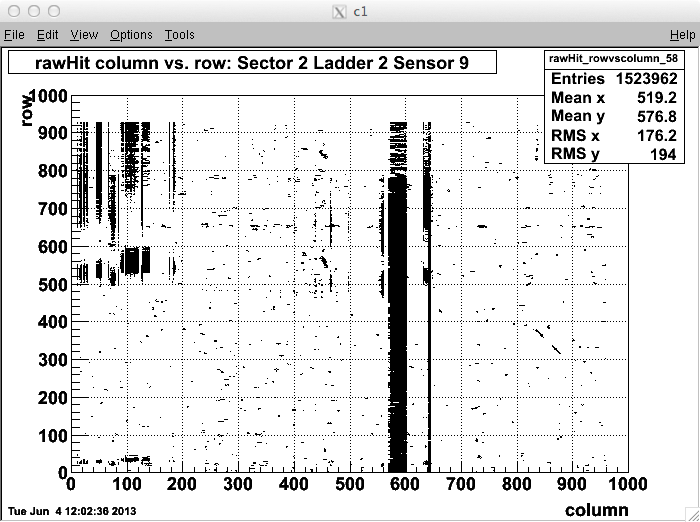 c1
File Edit View Options Tools Help
rawHit column vs. row: Sector 2 Ladder 2 Sensor 9
rawHit_rowvscolumn_58
Entries 1523962
Mean x 519.2
Mean y 576.8
RMS x 176.2
RMS y 194
row
1000
900
800
700
600
500
400
300
200
100
0
0 100 200 300 400 500 600 700 800 900 1000
column
Tue Jun 4 12:02:36 2013